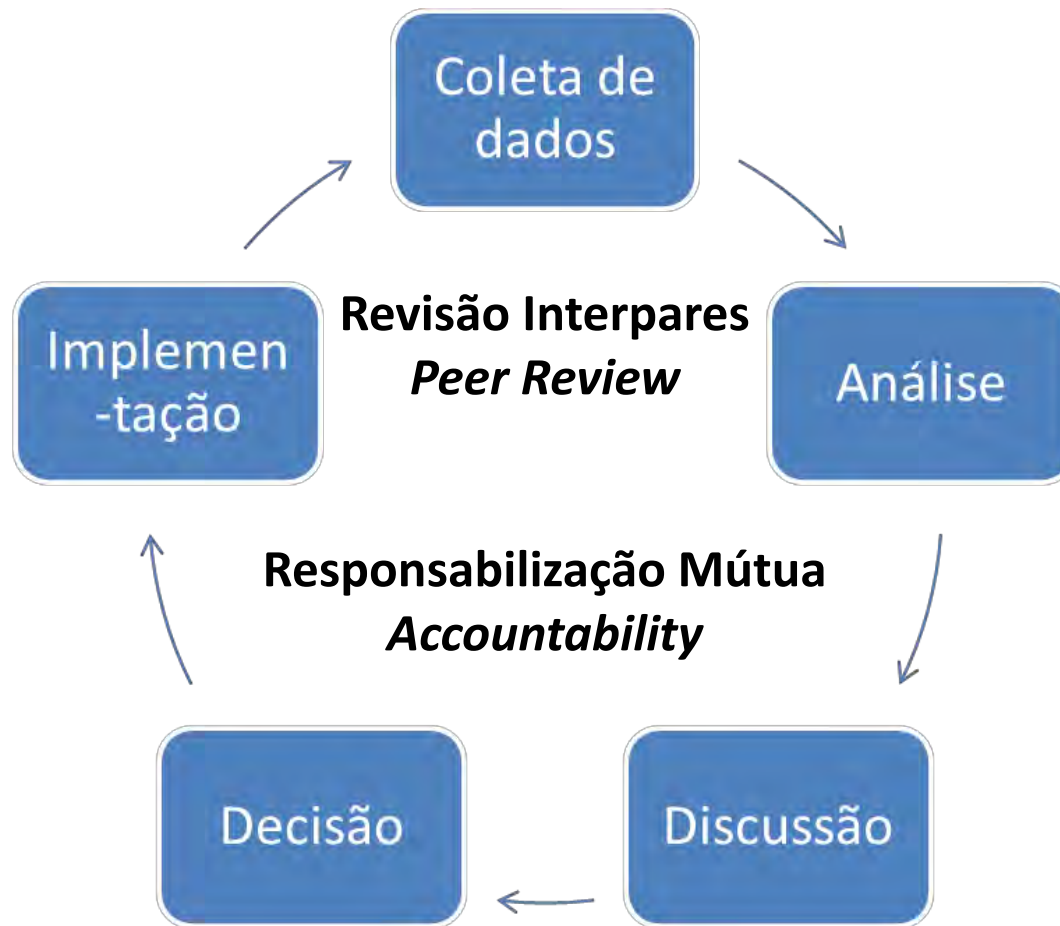 Coleta de
dados
Revisão Interpares
Peer Review
Implemen
-tação
Análise
Responsabilização Mútua
Accountability
Decisão
Discussão